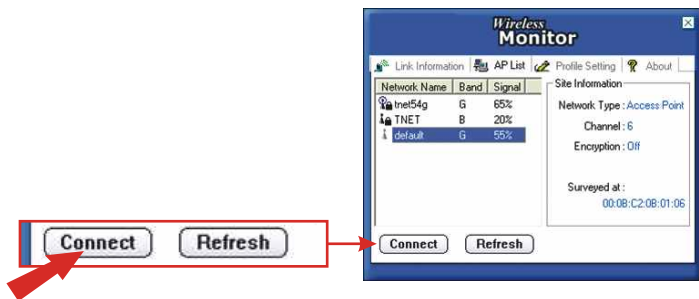 Wireless
Monitor
Link Information AP List Profile Setting About
Network Name Band Signal
tnet54g G 65%
TNET B 20%
default G 55%
Site Information
Network Type : Access Point
Channel : 6
Encryption : Off
Surveyed at :
00:0B:C2:0B:01:06
Connect Refresh
Connect Refresh